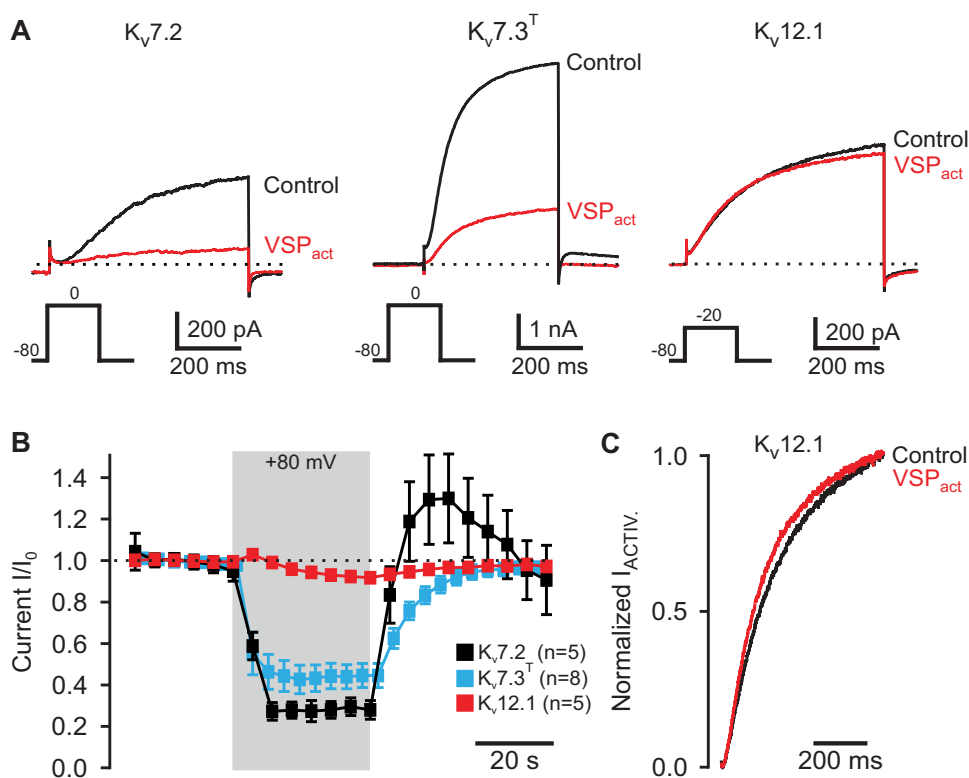 A
Kv7.2
Kv7.3T
Kv12.1
Control
VSPact
Control
VSPact
Control
VSPact
0
-80
200 pA
200 ms
0
-80
1 nA
200 ms
-20
-80
200 pA
200 ms
B
+80 mV
Current I/I0
1.4
1.2
1.0
0.8
0.6
0.4
0.2
0.0
Kv7.2 (n=5)
Kv7.3T (n=8)
Kv12.1 (n=5)
20 s
C
Kv12.1
Control
VSPact
Normalized IACTIV.
1.0
0.5
0.0
200 ms